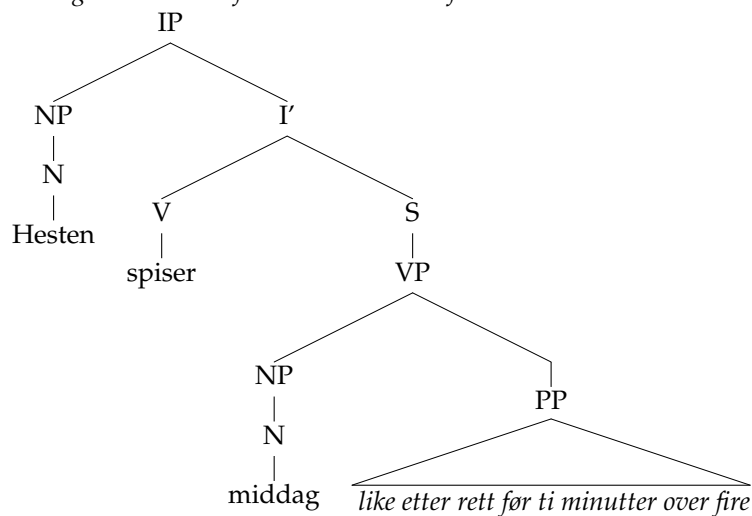 IP
NP I’
N V S
Hesten spiser VP
NP PP
N
middag like etter rett før ti minutter over fire